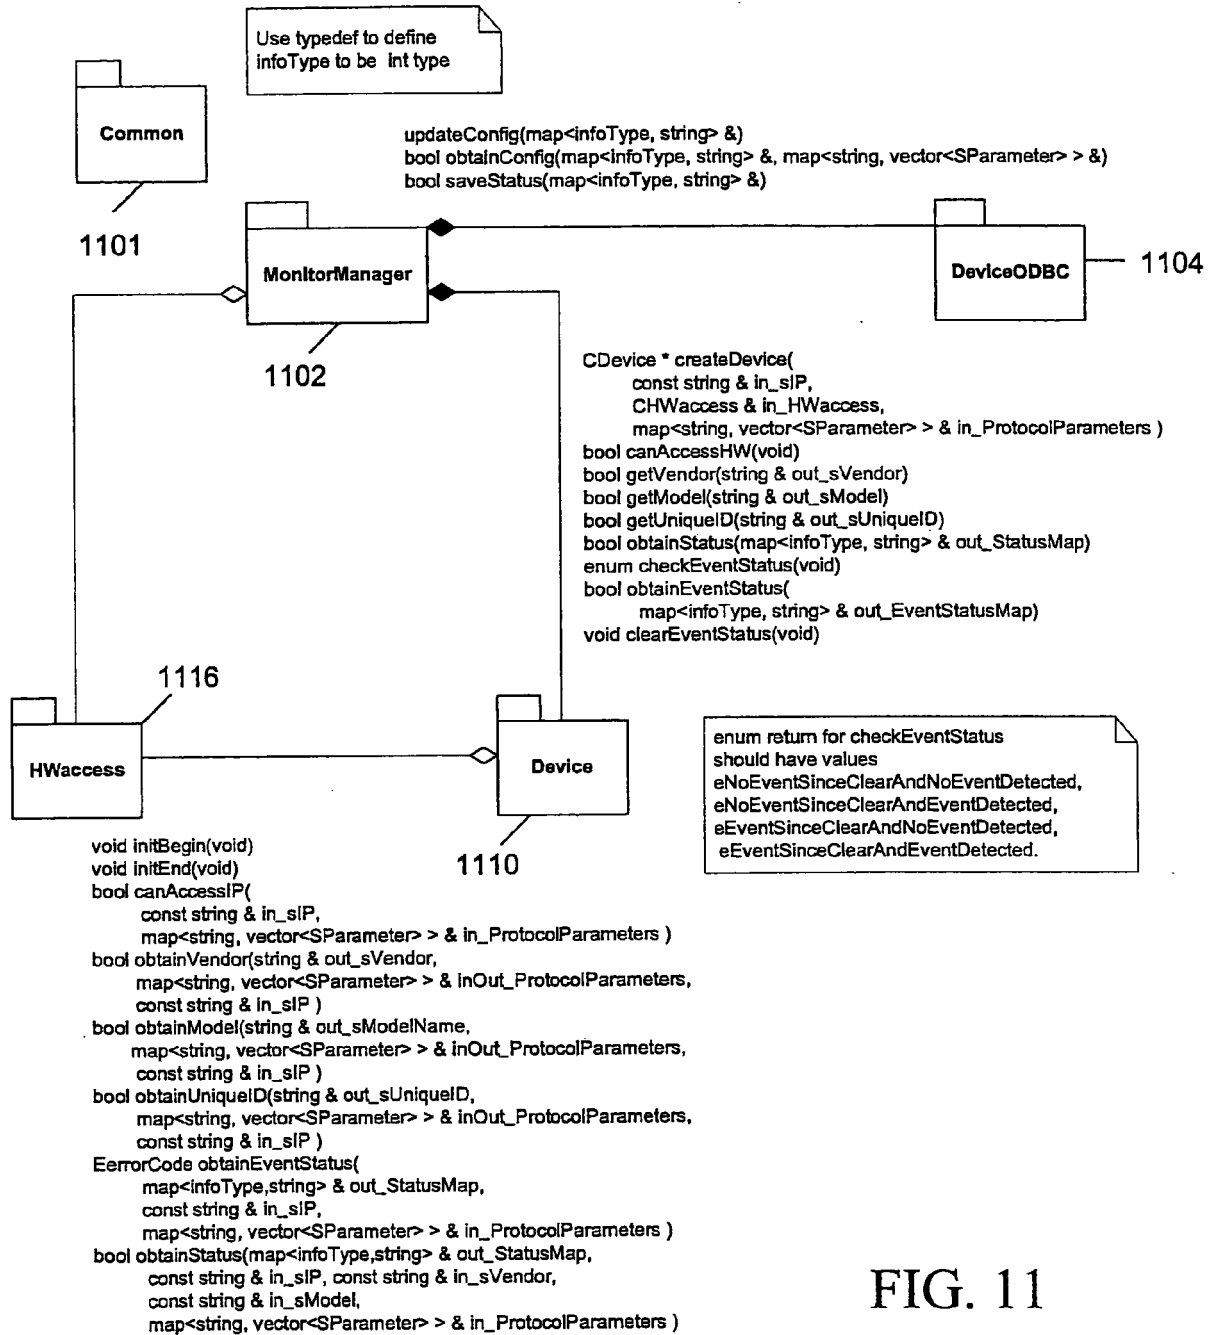 Use typedef to define
infoType to be int type
Common
1101
updateConfig(map<infoType, string> &)
bool obtainConfig(map<infoType, string> &, map<string, vector<SParameter> > &)
bool saveStatus(map<infoType, string> &)
MonitorManager
1102
DeviceODBC
1104
CDevice * createDevice(
const string & in_sIP,
CHWaccess & in_HWaccess,
map<string, vector<SParameter> > & in_ProtocolParameters )
bool canAccessHW(void)
bool getVendor(string & out_sVendor)
bool getModel(string & out_sModel)
bool getUniqueID(string & out_sUniqueID)
bool obtainStatus(map<infoType, string> & out_StatusMap)
enum checkEventStatus(void)
bool obtainEventStatus(
map<infoType, string> & out_EventStatusMap)
void clearEventStatus(void)
1116
HWaccess
Device
1110
enum return for checkEventStatus
should have values
eNoEventSinceClearAndNoEventDetected,
eNoEventSinceClearAndEventDetected,
eEventSinceClearAndNoEventDetected,
eEventSinceClearAndEventDetected.
void initBegin(void)
void initEnd(void)
bool canAccessIP(
const string & in_sIP,
map<string, vector<SParameter> > & in_ProtocolParameters )
bool obtainVendor(string & out_sVendor,
map<string, vector<SParameter> > & inOut_ProtocolParameters,
const string & in_sIP )
bool obtainModel(string & out_sModelName,
map<string, vector<SParameter> > & inOut_ProtocolParameters,
const string & in_sIP )
bool obtainUniqueID(string & out_sUniqueID,
map<string, vector<SParameter> > & inOut_ProtocolParameters,
const string & in_sIP )
EerrorCode obtainEventStatus(
map<infoType,string> & out_StatusMap,
const string & in_sIP,
map<string, vector<SParameter> > & in_ProtocolParameters )
bool obtainStatus(map<infoType,string> & out_StatusMap,
const string & in_sIP, const string & in_sVendor,
const string & in_sModel,
map<string, vector<SParameter> > & in_ProtocolParameters )
FIG. 11